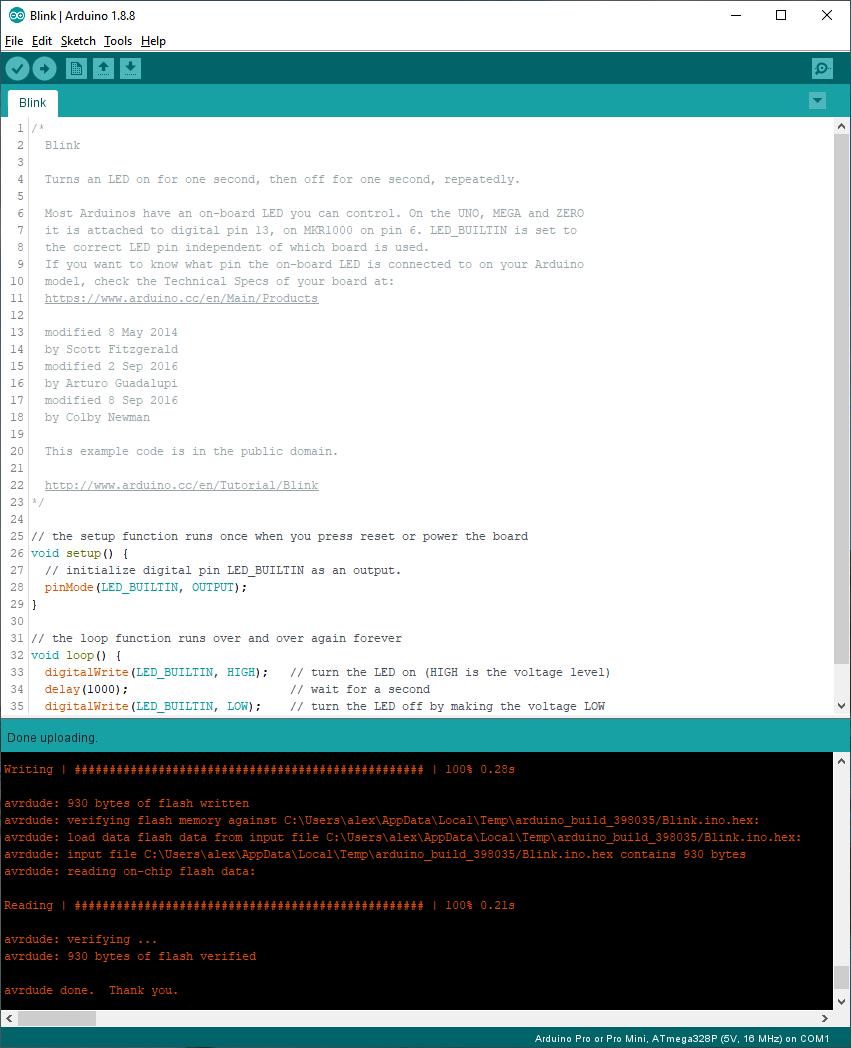 Blink | Arduino 1.8.8
File Edit Sketch Tools Help
Blink
1 /*
2   Blink
3
4   Turns an LED on for one second, then off for one second, repeatedly.
5
6   Most Arduinos have an on-board LED you can control. On the UNO, MEGA and ZERO
7   it is attached to digital pin 13, on MKR1000 on pin 6. LED_BUILTIN is set to
8   the correct LED pin independent of which board is used.
9   If you want to know what pin the on-board LED is connected to on your Arduino
10   model, check the Technical Specs of your board at:
11   https://www.arduino.cc/en/Main/Products
12
13   modified 8 May 2014
14   by Scott Fitzgerald
15   modified 2 Sep 2016
16   by Arturo Guadalupi
17   modified 8 Sep 2016
18   by Colby Newman
19
20   This example code is in the public domain.
21
22   http://www.arduino.cc/en/Tutorial/Blink
23 */
24
25 // the setup function runs once when you press reset or power the board
26 void setup() {
27   // initialize digital pin LED_BUILTIN as an output.
28   pinMode(LED_BUILTIN, OUTPUT);
29 }
30
31 // the loop function runs over and over again forever
32 void loop() {
33   digitalWrite(LED_BUILTIN, HIGH);   // turn the LED on (HIGH is the voltage level)
34   delay(1000);                       // wait for a second
35   digitalWrite(LED_BUILTIN, LOW);    // turn the LED off by making the voltage LOW
Done uploading.
Writing | ################################################## | 100% 0.28s
avrdude: 930 bytes of flash written
avrdude: verifying flash memory against C:\Users\alex\AppData\Local\Temp\arduino_build_398035/Blink.ino.hex:
avrdude: load data flash data from input file C:\Users\alex\AppData\Local\Temp\arduino_build_398035/Blink.ino.hex:
avrdude: input file C:\Users\alex\AppData\Local\Temp\arduino_build_398035/Blink.ino.hex contains 930 bytes
avrdude: reading on-chip flash data:
Reading | ################################################## | 100% 0.21s
avrdude: verifying ...
avrdude: 930 bytes of flash verified
avrdude done.  Thank you.
Arduino Pro or Pro Mini, ATmega328P (5V, 16 MHz) on COM1